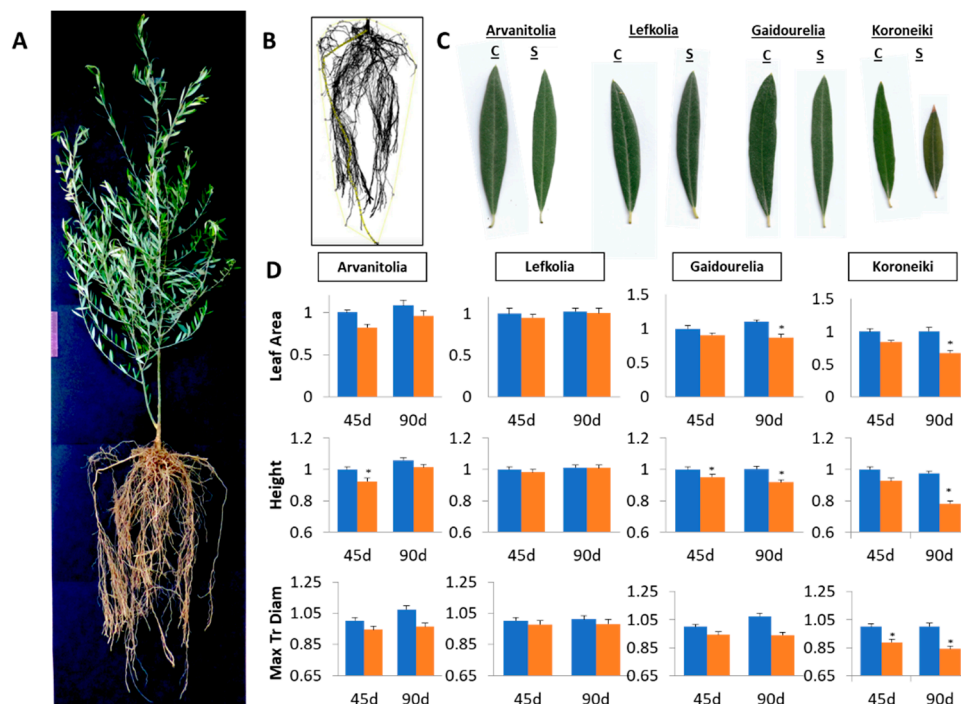 A
B
C
Arvanitolia Lefkolia Gaidourelia Koroneiki
C S C S C S C S
D
Arvanitolia Lefkolia Gaidourelia Koroneiki
Leaf Area
1
0.5
0
45d 90d
1
0.5
0
45d 90d
1.5
1
0.5
0
*
45d 90d
1.5
1
0.5
0
*
45d 90d
Height
1.2
1
0.8
0.6
*
45d 90d
1.2
1
0.8
0.6
45d 90d
1.2
1
0.8
0.6
* *
45d 90d
1.2
1
0.8
0.6
*
45d 90d
Max Tr Diam
1.25
1.05
0.85
0.65
45d 90d
1.25
1.05
0.85
0.65
45d 90d
1.25
1.05
0.85
0.65
45d 90d
1.25
1.05
0.85
0.65
* *
45d 90d